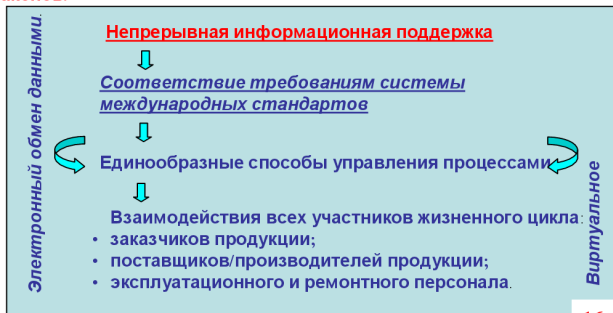 Непрерывная информационная поддержка
Соответствие требованиям системы
международных стандартов
Единообразные способы управления процессами
Взаимодействия всех участников жизненного цикла:
• заказчиков продукции;
• поставщиков/производителей продукции;
• эксплуатационного и ремонтного персонала.
Электронный обмен данными.
Виртуальное